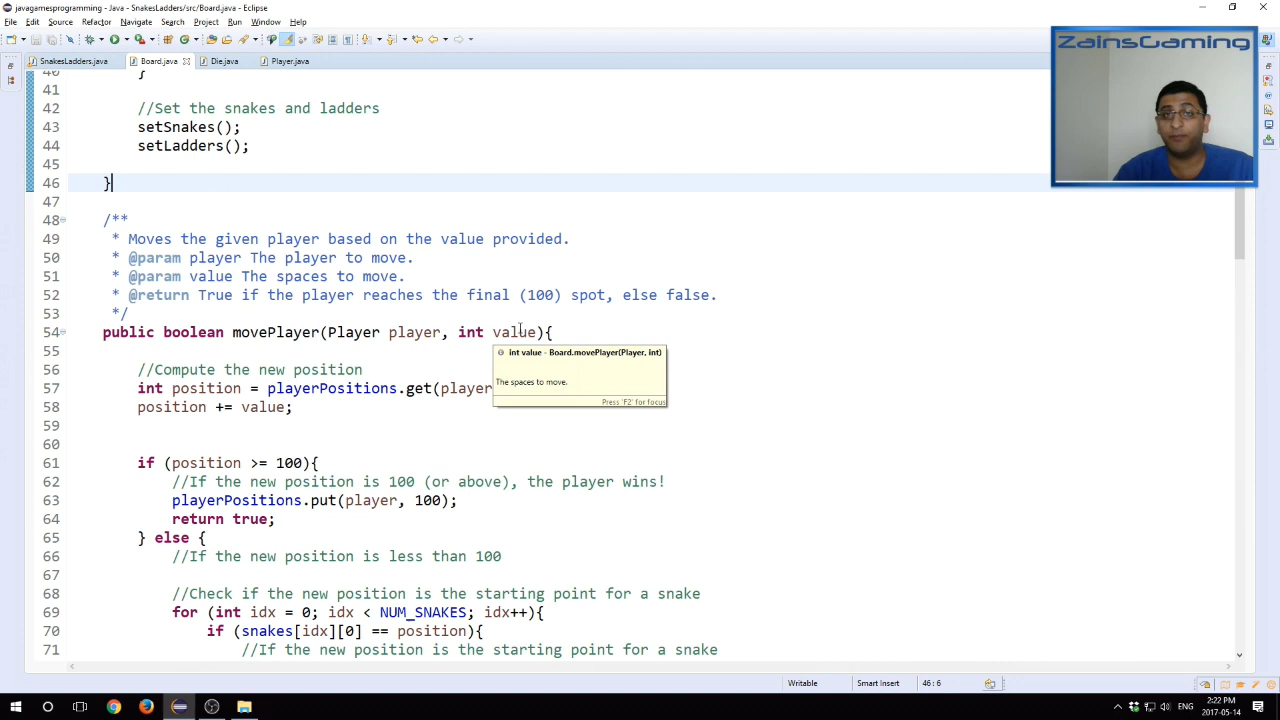 javagamesprogramming - Java - SnakesLadders/src/Board.java - Eclipse
File Edit Source Refactor Navigate Search Project Run Window Help
SnakesLadders.java Board.java Die.java Player.java
ZainsGaming
40 }
41
42 //Set the snakes and ladders
43 setSnakes();
44 setLadders();
45
46 }
47
48 /**
49 * Moves the given player based on the value provided.
50 * @param player The player to move.
51 * @param value The spaces to move.
52 * @return True if the player reaches the final (100) spot, else false.
53 */
54 public boolean movePlayer(Player player, int value){
55
int value - Board.movePlayer(Player, int)
56 //Compute the new position
The spaces to move.
57 int position = playerPositions.get(player
Press 'F2' for focus
58 position += value;
59
60
61 if (position >= 100){
62 //If the new position is 100 (or above), the player wins!
63 playerPositions.put(player, 100);
64 return true;
65 } else {
66 //If the new position is less than 100
67
68 //Check if the new position is the starting point for a snake
69 for (int idx = 0; idx < NUM_SNAKES; idx++){
70 if (snakes[idx][0] == position){
71 //If the new position is the starting point for a snake
Writable Smart Insert 46 : 6
ENG 2:22 PM
2017-05-14